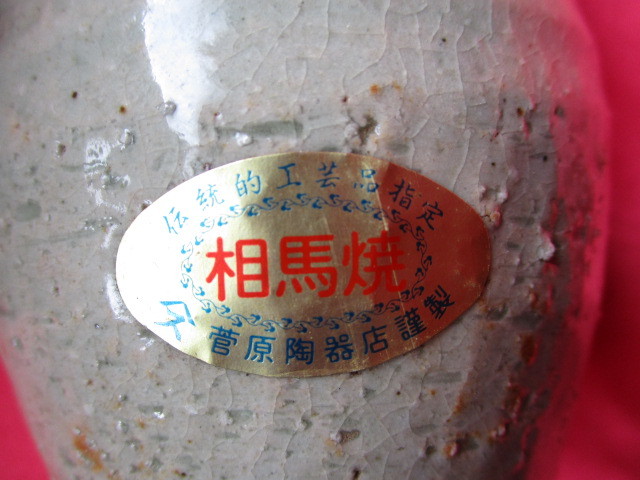 伝統的工芸品指定
相馬焼
菅原陶器店謹製